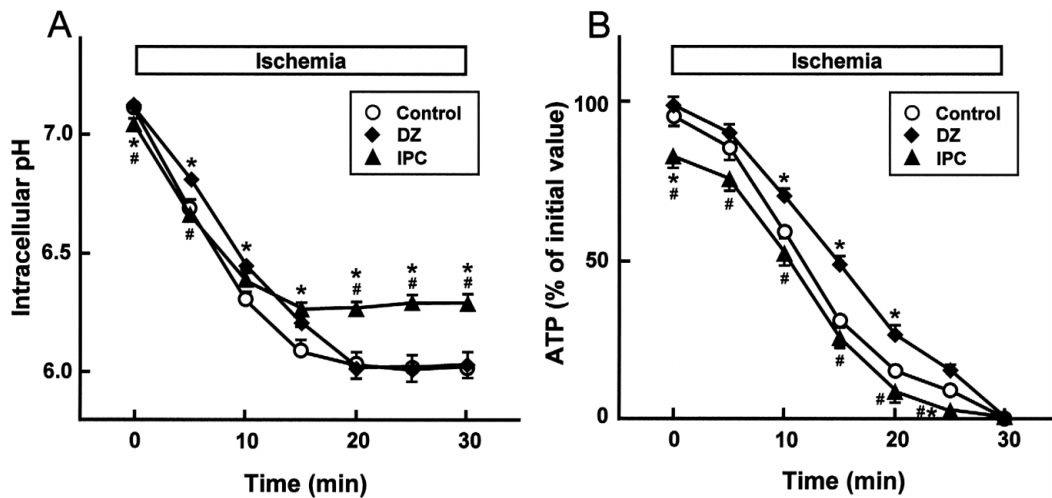 A
Ischemia
Control
DZ
IPC
Intracellular pH
7.0
6.5
6.0
*
#
*
#
*
*
*
#
*
#
*
#
0
10
20
30
Time (min)
B
Ischemia
Control
DZ
IPC
ATP (% of initial value)
100
50
0
*
#
#
*
#
*
#
*
#
#*
0
10
20
30
Time (min)